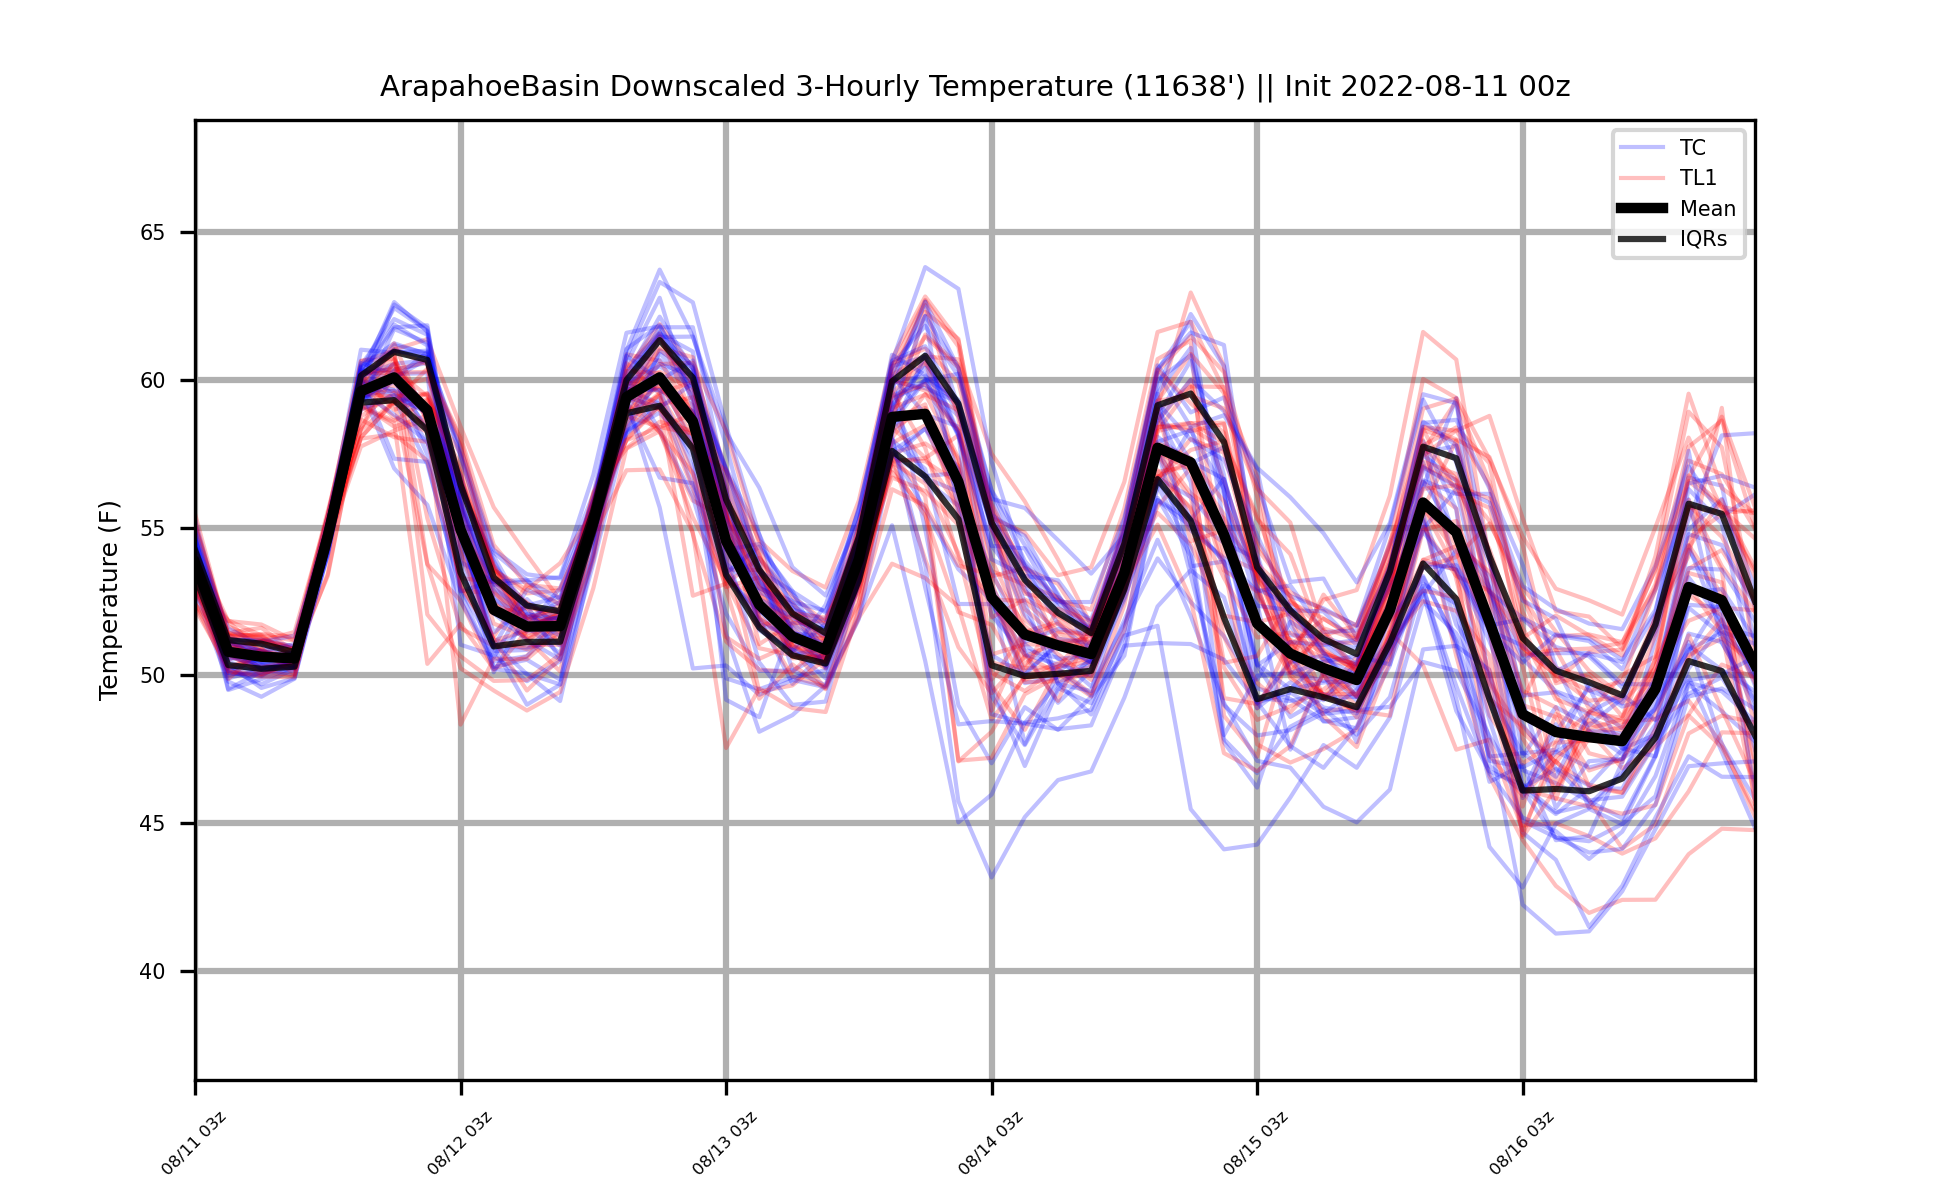 ArapahoeBasin Downscaled 3-Hourly Temperature (11638') || Init 2022-08-11 00z
TC
TL1
Mean
IQRs
Temperature (F)
65
60
55
50
45
40
08/11 03z
08/12 03z
08/13 03z
08/14 03z
08/15 03z
08/16 03z